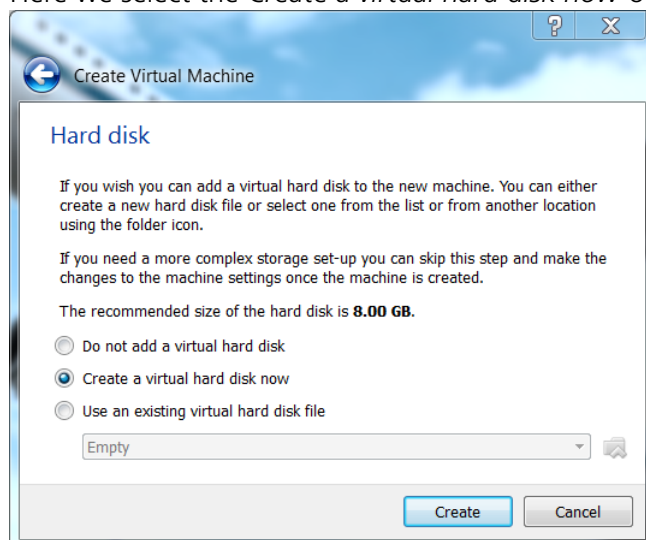 Here we select the Create a virtual hard disk now
Create Virtual Machine
Hard disk
If you wish you can add a virtual hard disk to the new machine. You can either
create a new hard disk file or select one from the list or from another location
using the folder icon.
If you need a more complex storage set-up you can skip this step and make the
changes to the machine settings once the machine is created.
The recommended size of the hard disk is 8.00 GB.
Do not add a virtual hard disk
Create a virtual hard disk now
Use an existing virtual hard disk file
Empty
Create Cancel